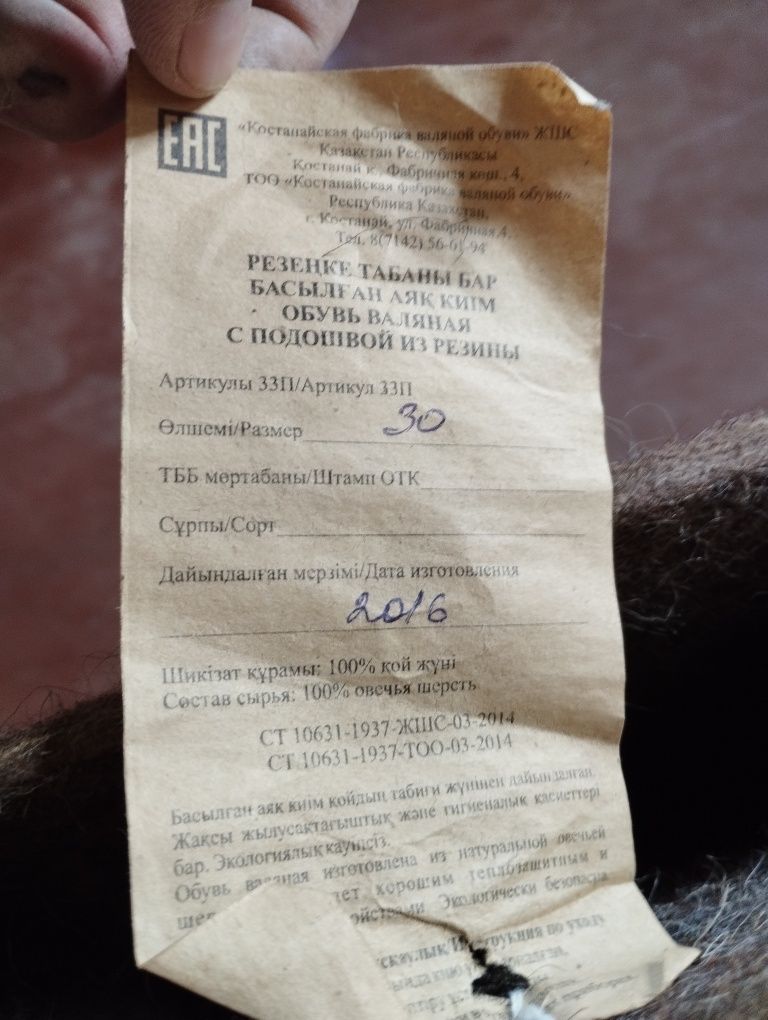 EAC
«Қостанайская фабрика валяной обуви» ЖШС
Қазақстан Республикасы
Қостанай к., Фабричная көш., 4,
ТОО «Костанайская фабрика валяной обуви»
Республика Казахстан,
г. Костанай, ул. Фабричная,4,
Тел. 8(7142) 56-61-94
РЕЗЕҢКЕ ТАБАНЫ БАР
БАСЫЛҒАН АЯҚ КИІМ
ОБУВЬ ВАЛЯНАЯ
С ПОДОШВОЙ ИЗ РЕЗИНЫ
Артикулы 33П/Артикул 33П
Өлшемі/Размер 30
ТББ мөртабаны/Штамп ОТК
Сұрпы/Сорт
Дайындалған мерзімі/Дата изготовления
2016
Шикізат құрамы: 100% қой жүні
Состав сырья: 100% овечья шерсть
СТ 10631-1937-ЖШС-03-2014
СТ 10631-1937-ТОО-03-2014
Басылған аяқ киім қойдың табиғи жүнінен дайындалған.
Жақсы жылусақтағыштық және гигиеналық қасиеттері
бар. Экологиялық қауіпсіз.
Обувь валяная изготовлена из натуральной овечьей
хорошим теплозащитным и
Экологически безопасна
по уходу